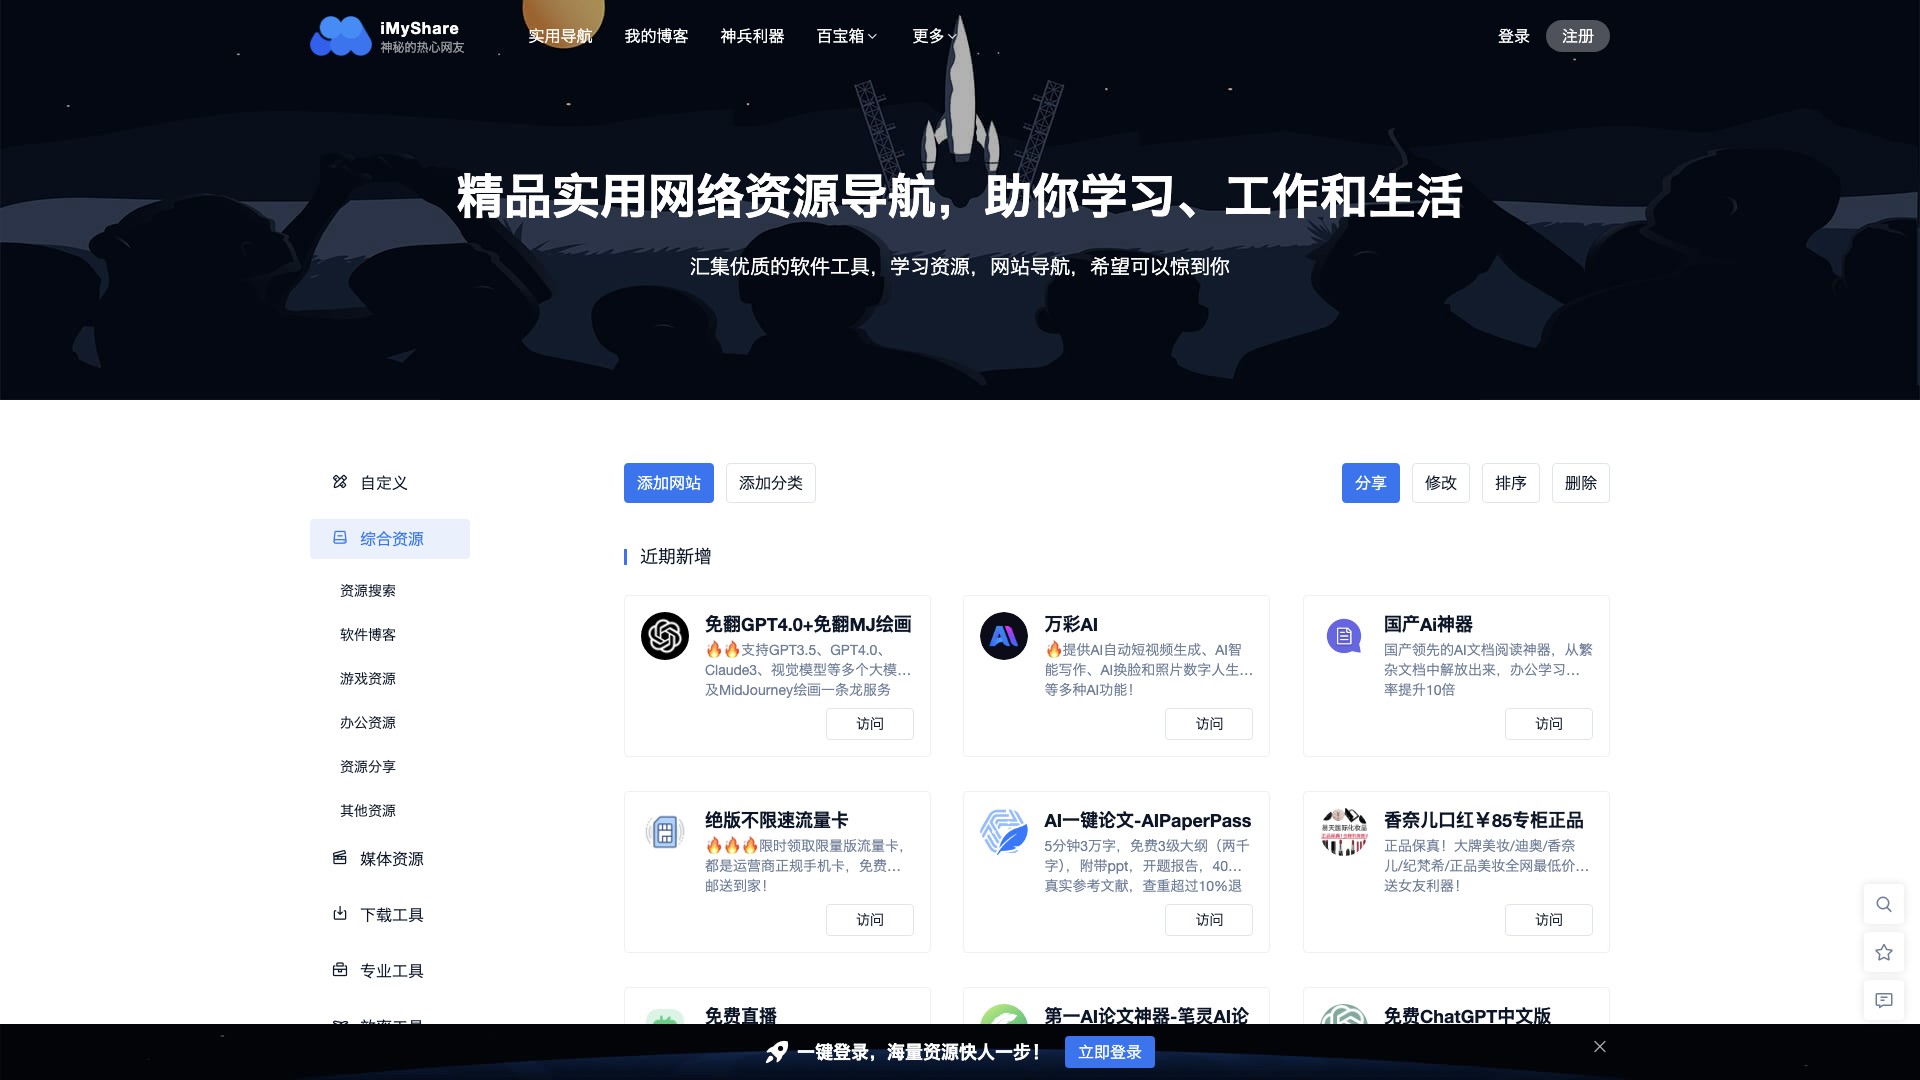 iMyShare
神秘的热心网友
实用导航
我的博客
神兵利器
百宝箱
更多
登录
注册
精品实用网络资源导航，助你学习、工作和生活
汇集优质的软件工具，学习资源，网站导航，希望可以惊到你
自定义
综合资源
资源搜索
软件博客
游戏资源
办公资源
资源分享
其他资源
媒体资源
下载工具
专业工具
添加网站
添加分类
分享
修改
排序
删除
近期新增
免翻GPT4.0+免翻MJ绘画
🔥🔥支持GPT3.5、GPT4.0、
Claude3、视觉模型等多个大模…
及MidJourney绘画一条龙服务
访问
万彩AI
🔥提供AI自动短视频生成、AI智
能写作、AI换脸和照片数字人生…
等多种AI功能！
访问
国产Ai神器
国产领先的AI文档阅读神器，从繁
杂文档中解放出来，办公学习…
率提升10倍
访问
绝版不限速流量卡
🔥🔥🔥限时领取限量版流量卡，
都是运营商正规手机卡，免费…
邮送到家！
访问
AI一键论文-AIPaperPass
5分钟3万字，免费3级大纲（两千
字），附带ppt，开题报告，40…
真实参考文献，查重超过10%退
访问
香奈儿口红￥85专柜正品
正品保真！大牌美妆/迪奥/香奈
儿/纪梵希/正品美妆全网最低价…
送女友利器！
访问
免费直播
第一AI论文神器-笔灵AI论
免费ChatGPT中文版
一键登录，海量资源快人一步！
立即登录